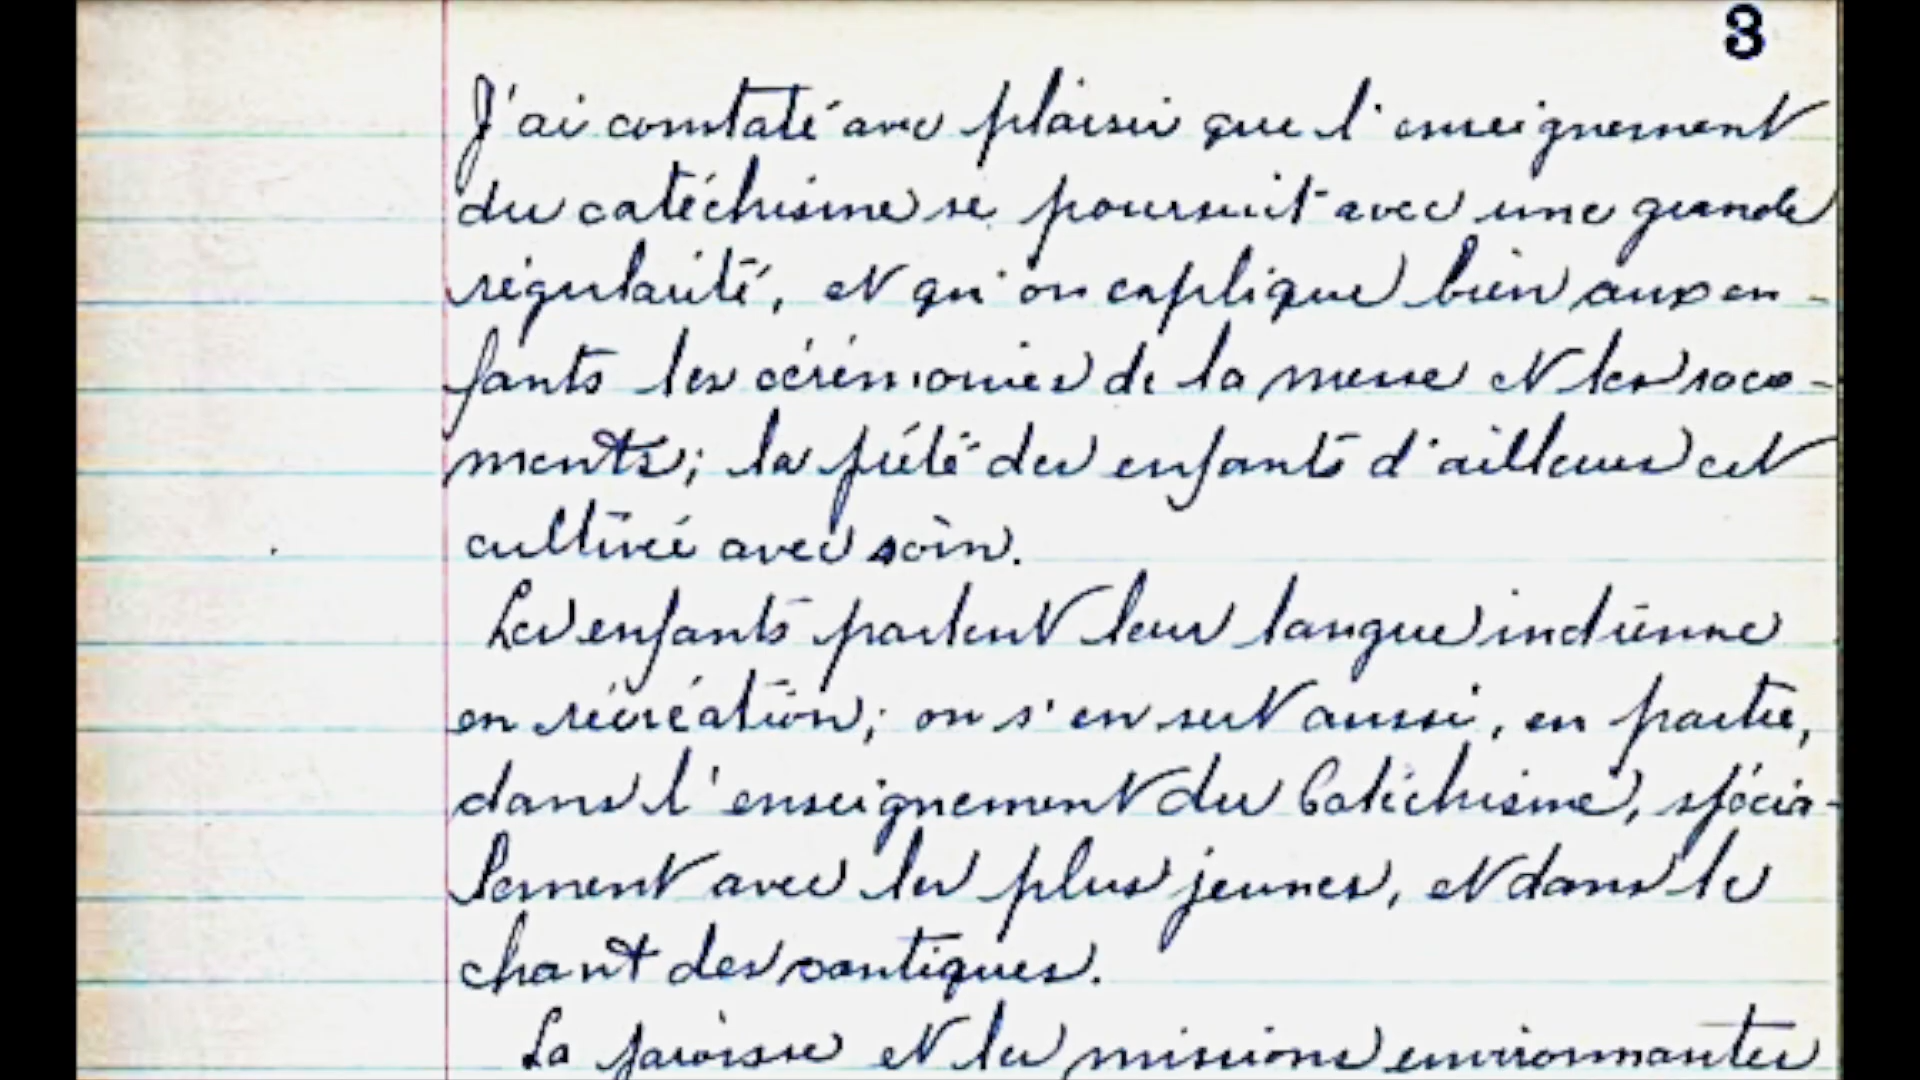 3
J'ai constaté avec plaisir que l'enseignement
du catéchisme se poursuit avec une grande
régularité, et qu'on explique bien aux en-
fants les cérémonies de la messe et les sacre-
ments; la piété des enfants d'ailleurs est
cultivée avec soin.
Les enfants parlent leur langue indienne
en récréation; on s'en sert aussi, en partie,
dans l'enseignement du Catéchisme, spécia-
lement avec les plus jeunes, et dans le
chant des cantiques.
La paroisse et les missions environnantes